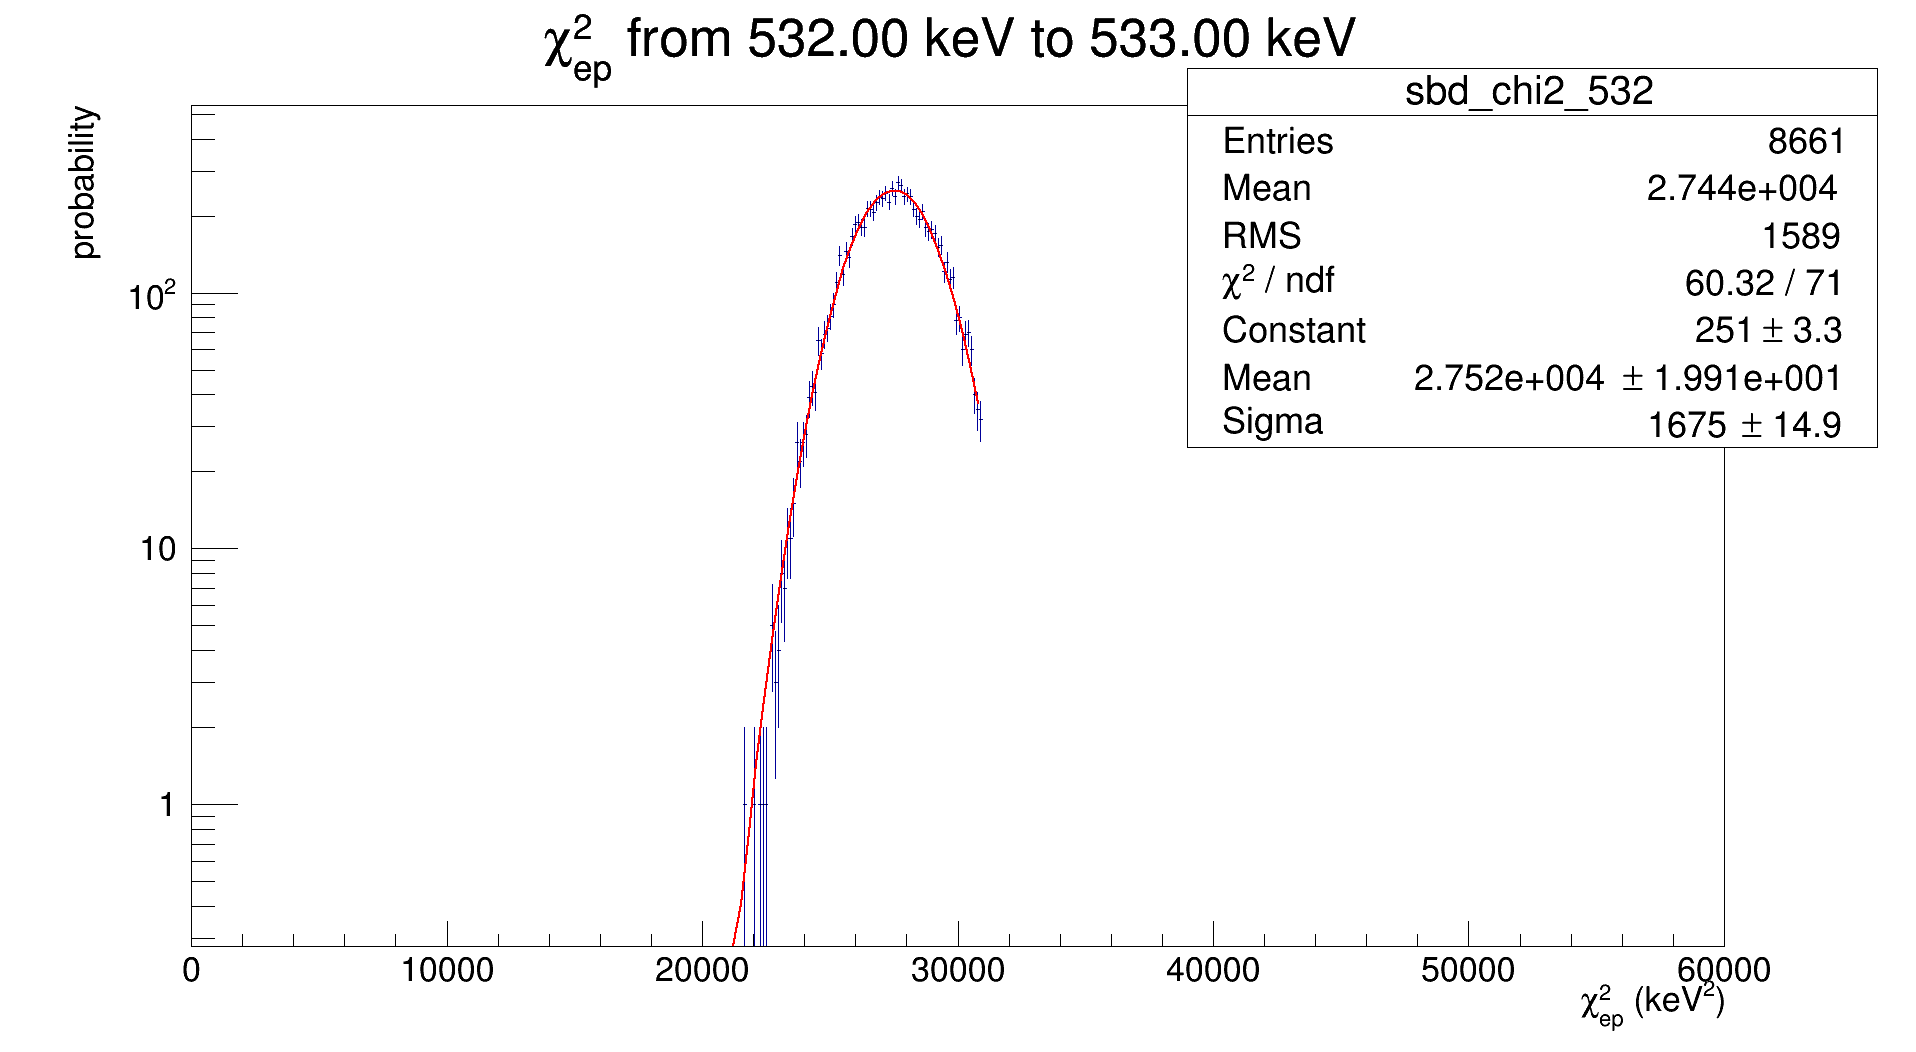 χ²ep from 532.00 keV to 533.00 keV
sbd_chi2_532
Entries 8661
Mean 2.744e+004
RMS 1589
χ² / ndf 60.32 / 71
Constant 251 ± 3.3
Mean 2.752e+004 ± 1.991e+001
Sigma 1675 ± 14.9
probability
10²
10
1
0 10000 20000 30000 40000 50000 60000
χ²ep (keV²)